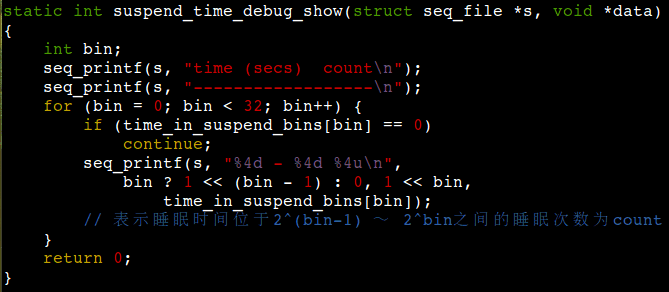 static int suspend_time_debug_show(struct seq_file *s, void *data)
{
    int bin;
    seq_printf(s, "time (secs)  count\n");
    seq_printf(s, "------------------\n");
    for (bin = 0; bin < 32; bin++) {
        if (time_in_suspend_bins[bin] == 0)
            continue;
        seq_printf(s, "%4d - %4d %4u\n",
            bin ? 1 << (bin - 1) : 0, 1 << bin,
                time_in_suspend_bins[bin]);
        // 表示睡眠时间位于2^(bin-1) ～ 2^bin之间的睡眠次数为count
    }
    return 0;
}